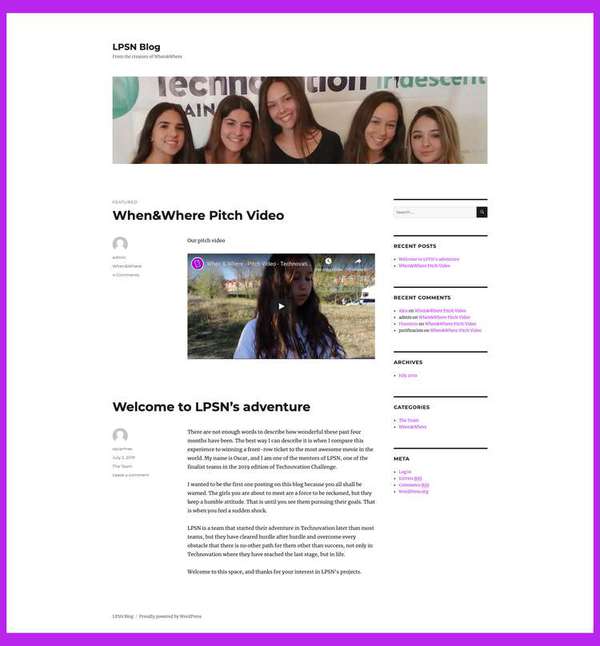 LPSN Blog
From the creators of When&Where
Technovation Iridescent
FEATURED
When&Where Pitch Video
admin
When&Where
4 Comments
Our pitch video
When & Where - Pitch Video - Technovati...
Welcome to LPSN's adventure
July 3, 2019
The Team
Leave a comment
There are not enough words to describe how wonderful these past four
months have been. The best way I can describe it is when I compare this
experience to winning a front-row ticket to the most awesome movie in the
world. My name is Oscar, and I am one of the mentors of LPSN, one of the
finalist teams in the 2019 edition of Technovation Challenge.
I wanted to be the first one posting on this blog because you all shall be
warned. The girls you are about to meet are a force to be reckoned, but they
keep a humble attitude. That is until you see them pursuing their goals. That
is when you feel a sudden shock.
LPSN is a team that started their adventure in Technovation later than most
teams, but they have cleared hurdle after hurdle and overcome every
obstacle that there is no other path for them other than success, not only in
Technovation where they have reached the last stage, but in life.
Welcome to this space, and thanks for your interest in LPSN's projects.
Search …
RECENT POSTS
Welcome to LPSN's adventure
When&Where Pitch Video
RECENT COMMENTS
on When&Where Pitch Video
admin on When&Where Pitch Video
on When&Where Pitch Video
purificacion on When&Where Pitch Video
ARCHIVES
July 2019
CATEGORIES
The Team
When&Where
META
Log in
Entries RSS
Comments RSS
WordPress.org
LPSN Blog / Proudly powered by WordPress